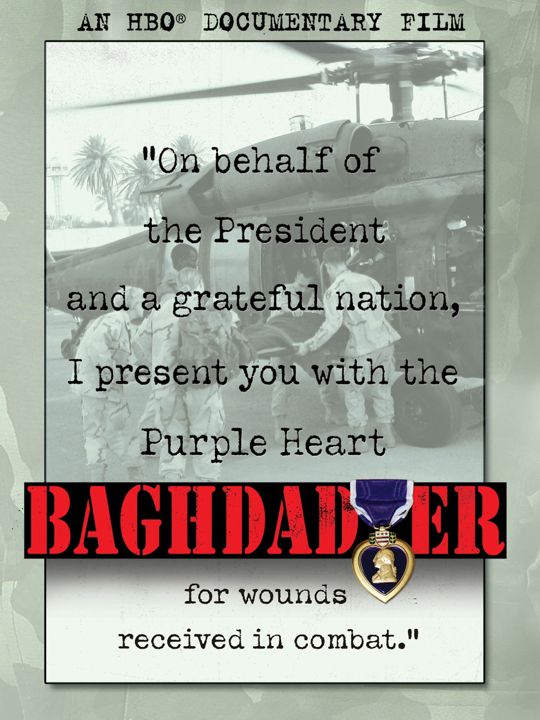 AN HBO® DOCUMENTARY FILM
"On behalf of
the President
and a grateful nation,
I present you with the
Purple Heart
BAGHDAD ER
for wounds
received in combat."